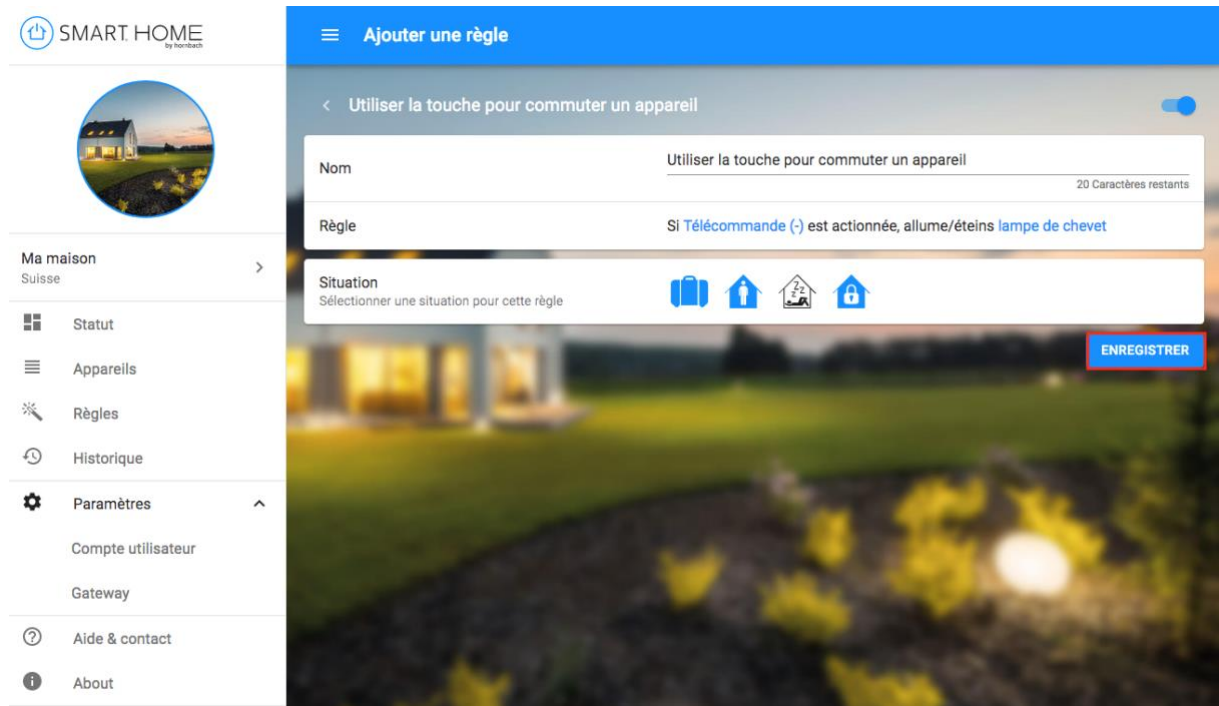 SMART HOME
by hornbach
Ajouter une règle
Utiliser la touche pour commuter un appareil
Nom
Utiliser la touche pour commuter un appareil
20 Caractères restants
Règle
Si Télécommande (-) est actionnée, allume/éteins lampe de chevet
Situation
Sélectionner une situation pour cette règle
z z z
ENREGISTRER
Ma maison
Suisse
Statut
Appareils
Règles
Historique
Paramètres
Compte utilisateur
Gateway
Aide & contact
About